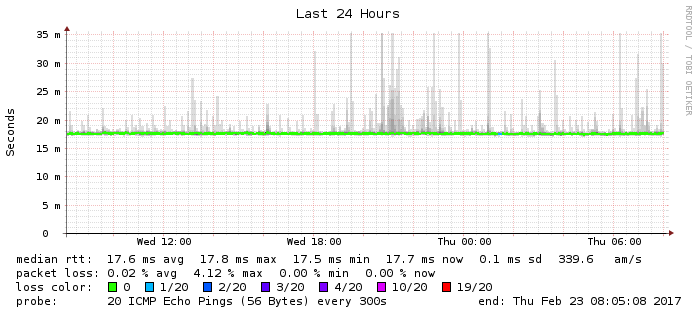 Last 24 Hours
RRDTOOL / TOBI OETIKER
35 m
30 m
25 m
20 m
15 m
10 m
5 m
0
Seconds
Wed 12:00 Wed 18:00 Thu 00:00 Thu 06:00
median rtt: 17.6 ms avg 17.8 ms max 17.5 ms min 17.7 ms now 0.1 ms sd 339.6 am/s
packet loss: 0.02 % avg 4.12 % max 0.00 % min 0.00 % now
loss color: 0 1/20 2/20 3/20 4/20 10/20 19/20
probe: 20 ICMP Echo Pings (56 Bytes) every 300s end: Thu Feb 23 08:05:08 2017